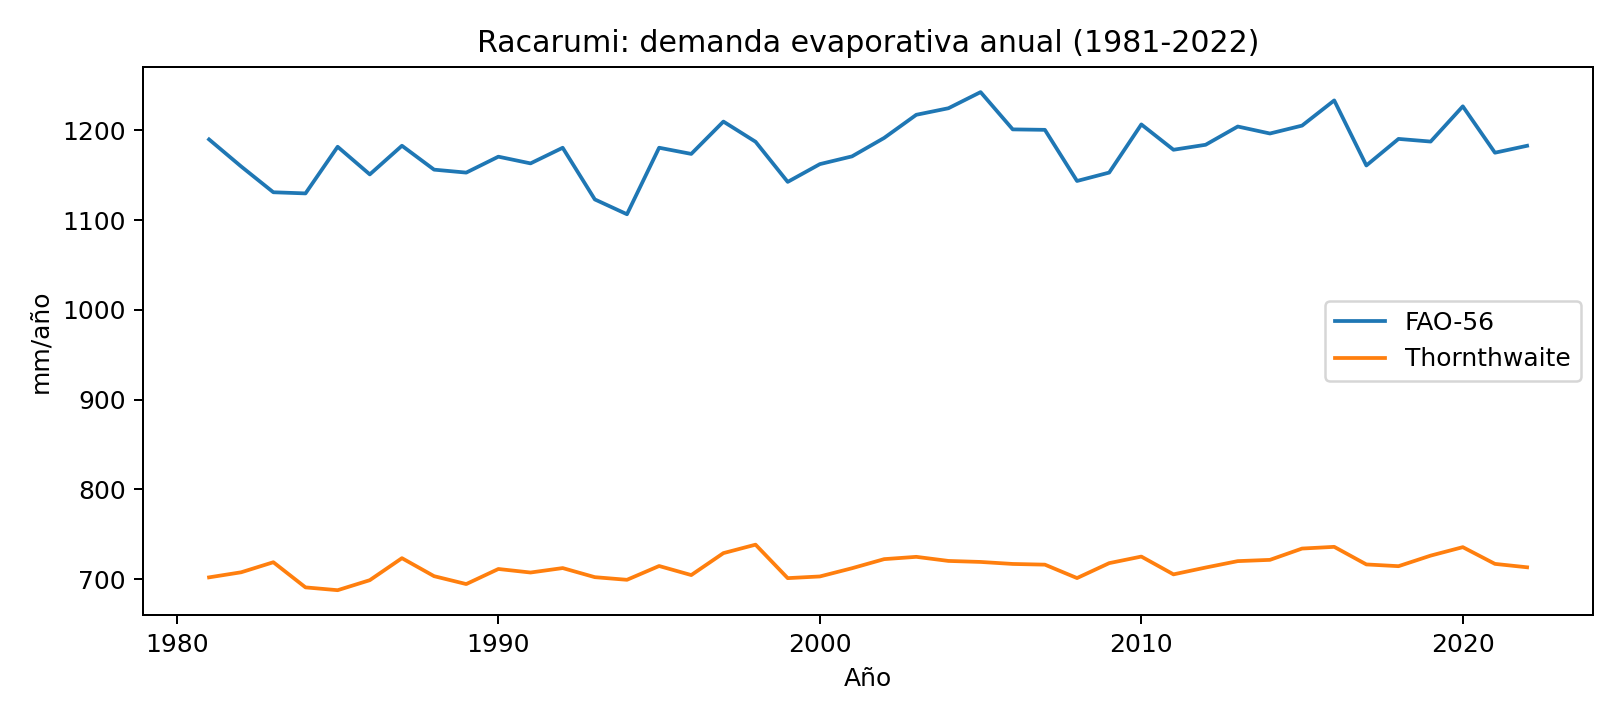 Racarumi: demanda evaporativa anual (1981-2022)
mm/año
1200
1100
1000
900
800
700
FAO-56
Thornthwaite
1980
1990
2000
2010
2020
Año